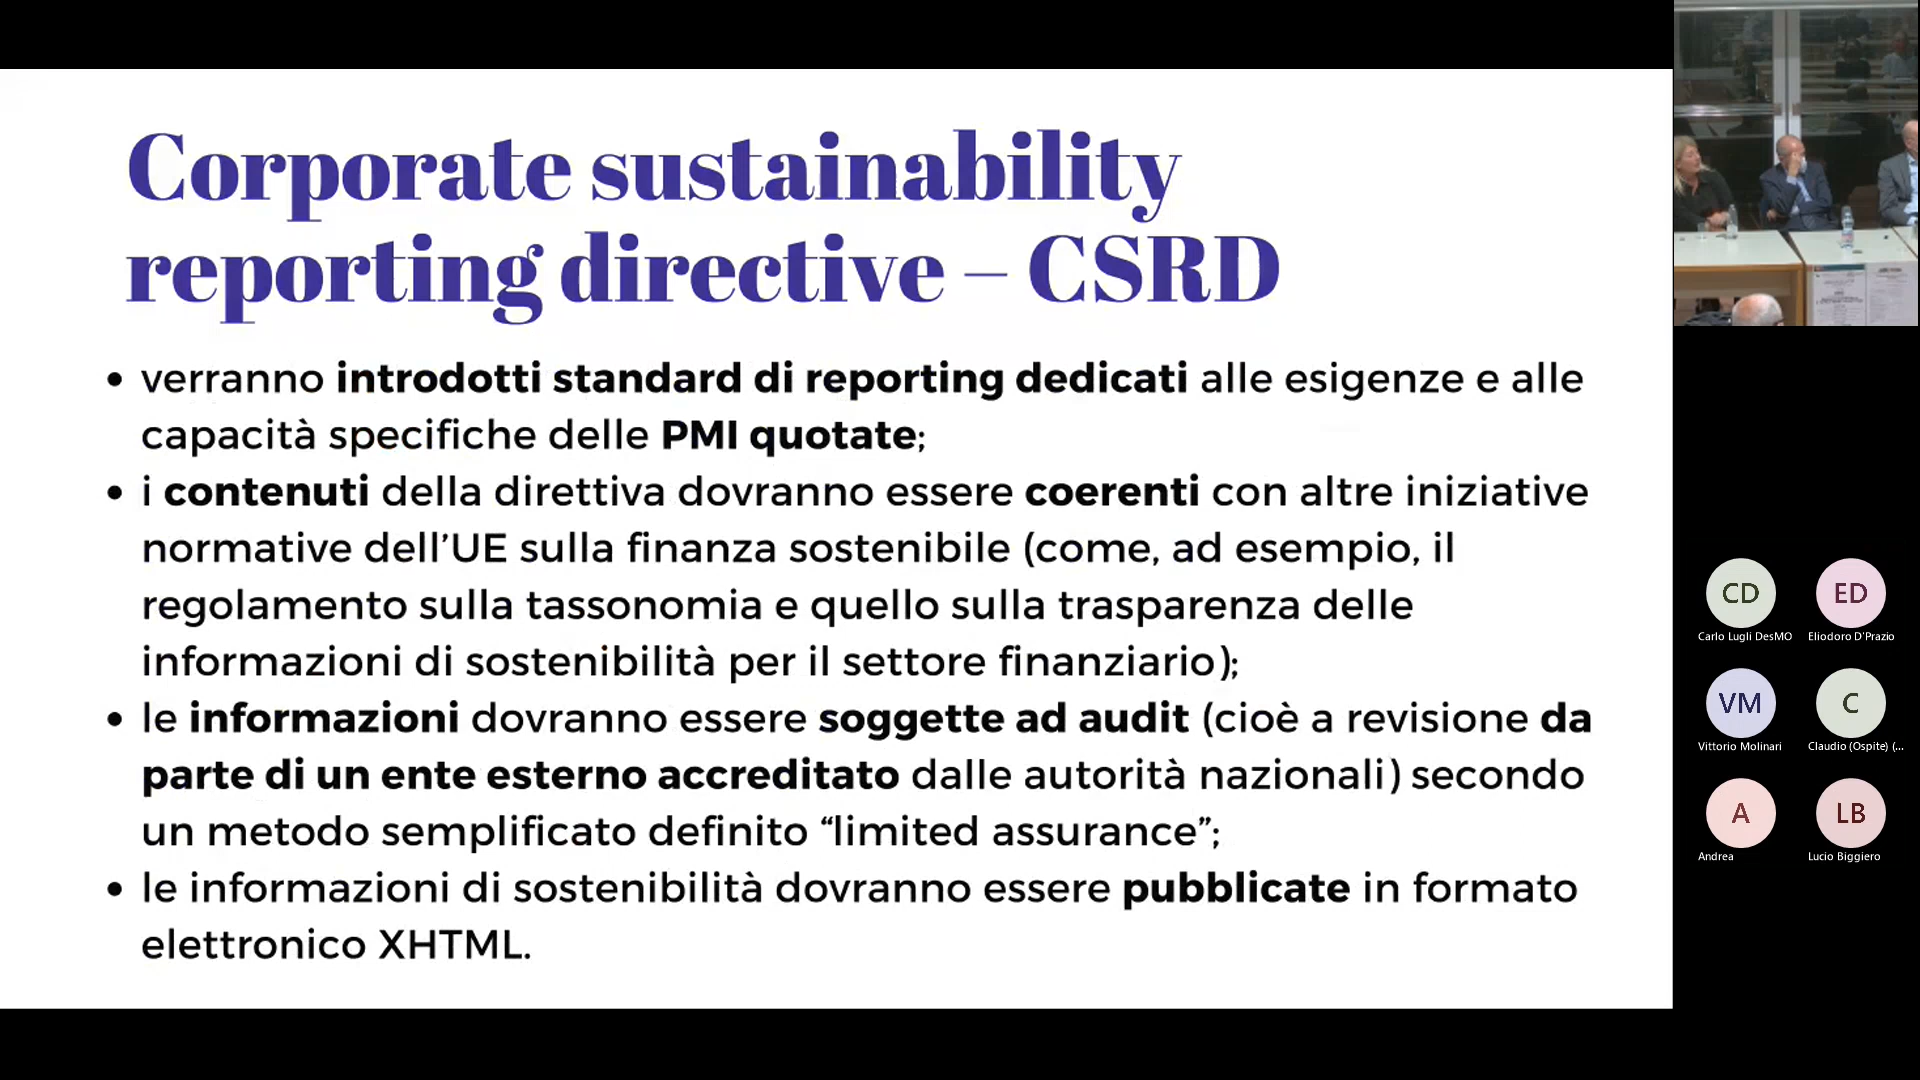 Corporate sustainability
reporting directive – CSRD
• verranno introdotti standard di reporting dedicati alle esigenze e alle
capacità specifiche delle PMI quotate;
• i contenuti della direttiva dovranno essere coerenti con altre iniziative
normative dell’UE sulla finanza sostenibile (come, ad esempio, il
regolamento sulla tassonomia e quello sulla trasparenza delle
informazioni di sostenibilità per il settore finanziario);
• le informazioni dovranno essere soggette ad audit (cioè a revisione da
parte di un ente esterno accreditato dalle autorità nazionali) secondo
un metodo semplificato definito “limited assurance”;
• le informazioni di sostenibilità dovranno essere pubblicate in formato
elettronico XHTML.
CD
Carlo Lugli DesMO
ED
Eliodoro D'Prazio
VM
Vittorio Molinari
C
Claudio (Ospite) (...
A
Andrea
LB
Lucio Biggiero